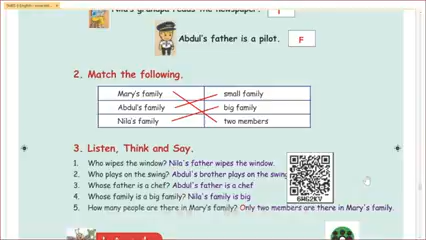 Nila's grandpa reads the newspaper.
Abdul's father is a pilot. F
2. Match the following.
Mary's family small family
Abdul's family big family
Nila's family two members
3. Listen, Think and Say.
1. Who wipes the window? Nila's father wipes the window.
2. Who plays on the swing? Abdul's brother plays on the swing
3. Whose father is a chef? Abdul's father is a chef
4. Whose family is a big family? Nila's family is big
5. How many people are there in Mary's family? Only two members are there in Mary's family.